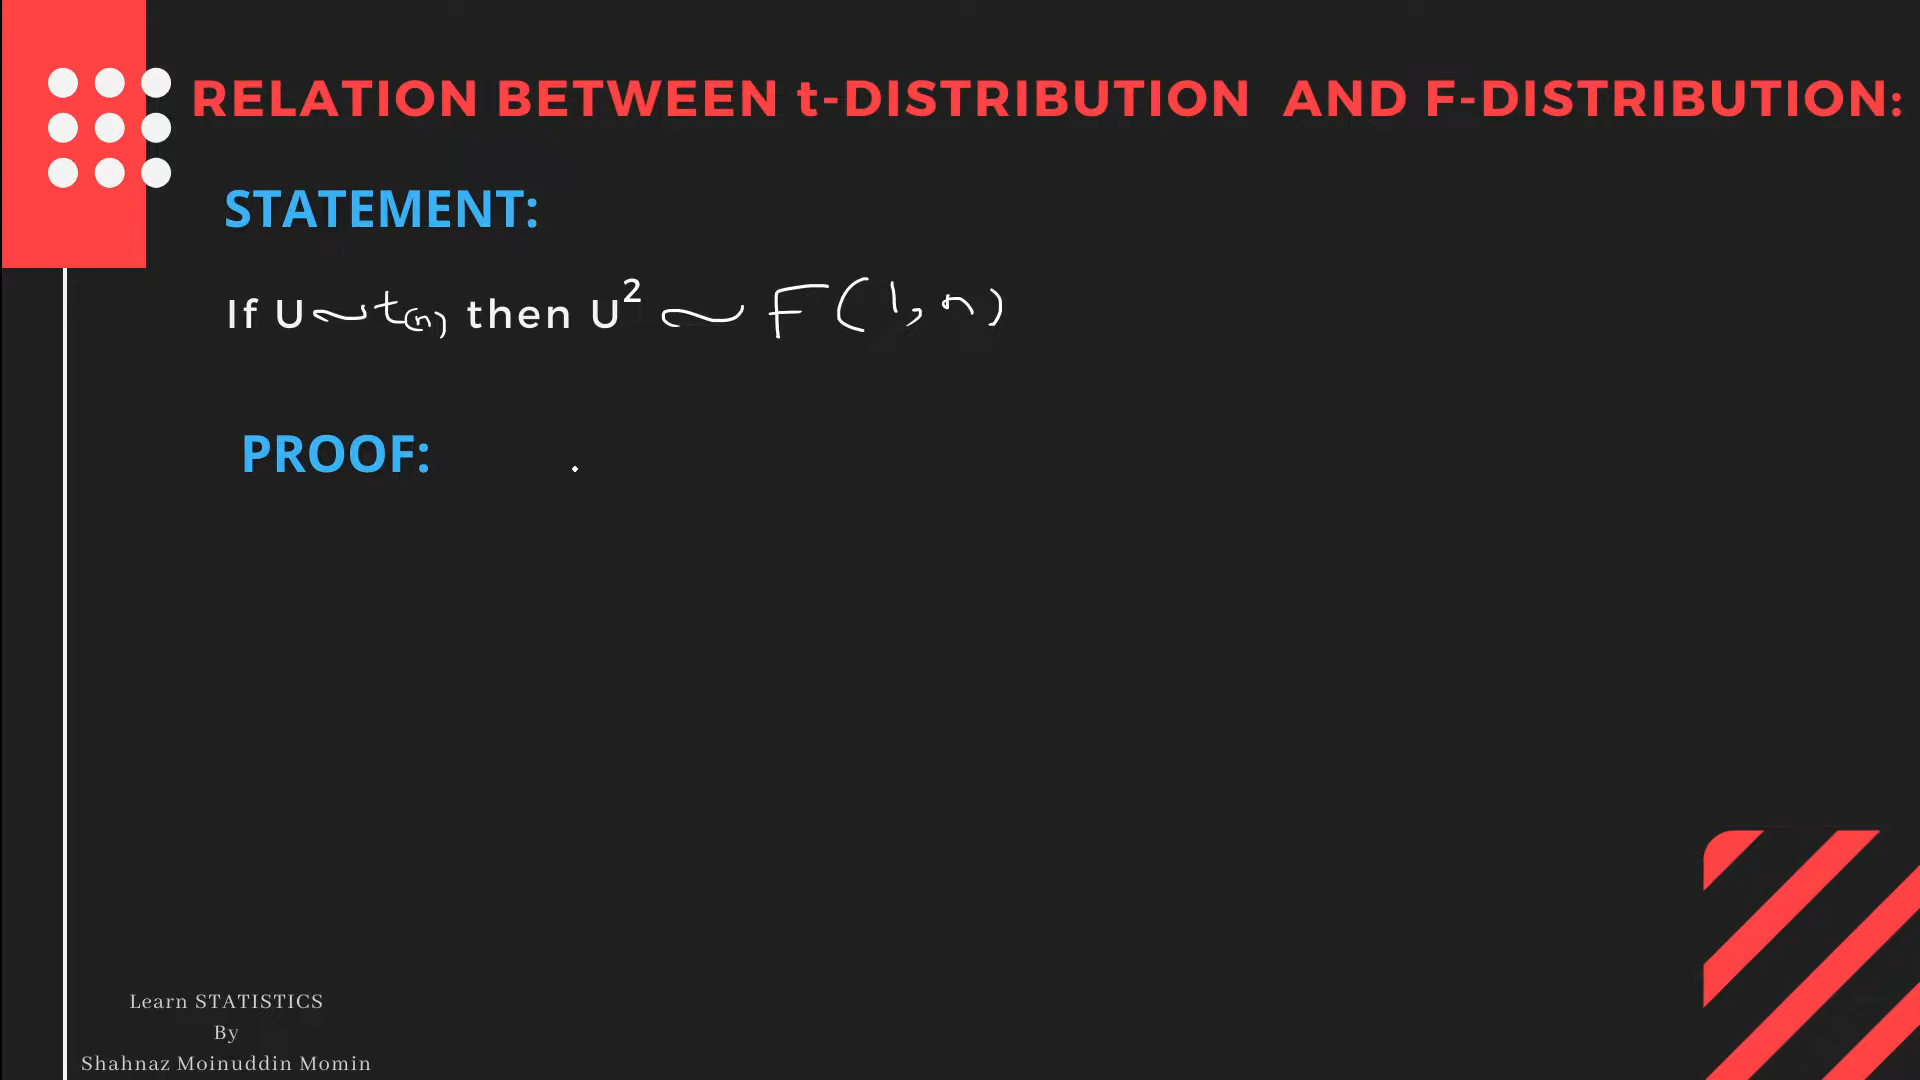 RELATION BETWEEN t-DISTRIBUTION AND F-DISTRIBUTION:
STATEMENT:
If U ~ t(n) then U² ~ F(1, n)
PROOF:
Learn STATISTICS
By
Shahnaz Moinuddin Momin